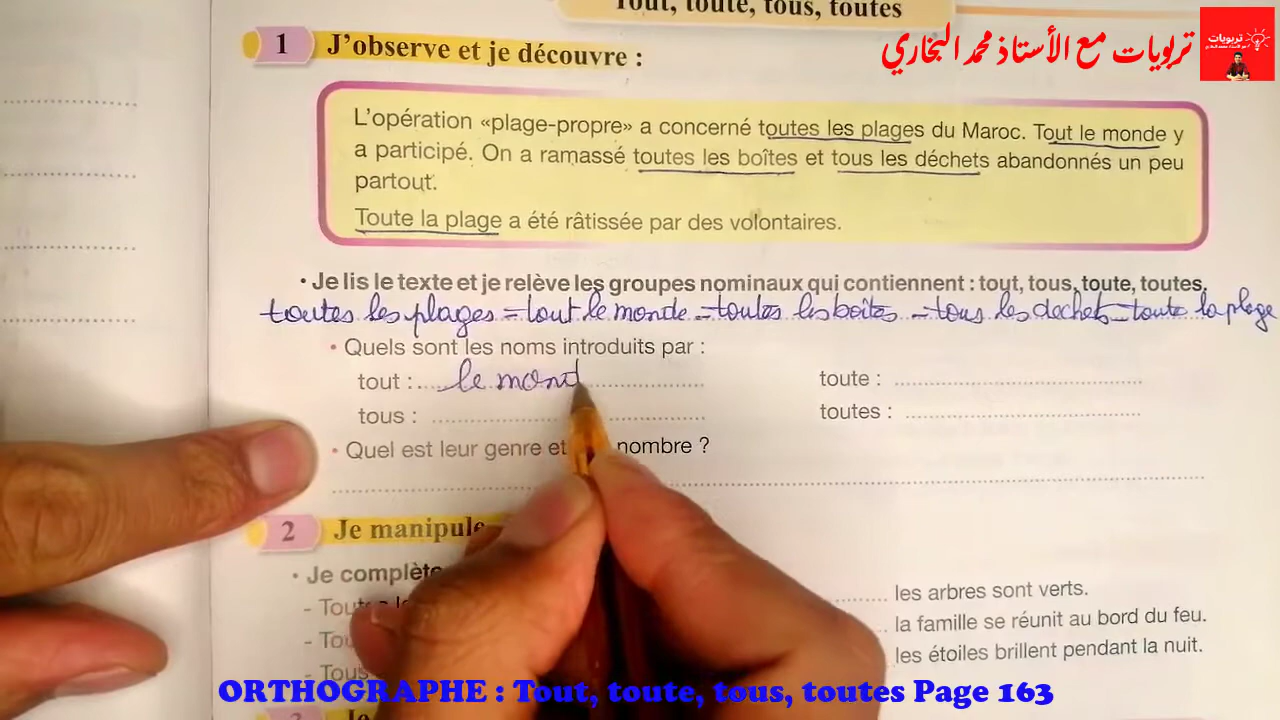 Tout, toute, tous, toutes
تربويات مع الأستاذ محمد البخاري
تربويات
1 J'observe et je découvre :
L'opération «plage-propre» a concerné toutes les plages du Maroc. Tout le monde y
a participé. On a ramassé toutes les boîtes et tous les déchets abandonnés un peu
partout.
Toute la plage a été râtissée par des volontaires.
• Je lis le texte et je relève les groupes nominaux qui contiennent : tout, tous, toute, toutes.
toutes les plages - tout le monde - toutes les boîtes - tous les dechets - toute la plage
• Quels sont les noms introduits par :
tout : le mond toute :
tous : toutes :
• Quel est leur genre et nombre ?
2 Je manipule
• Je complète
- les arbres sont verts.
- la famille se réunit au bord du feu.
- Tous les étoiles brillent pendant la nuit.
ORTHOGRAPHE : Tout, toute, tous, toutes Page 163